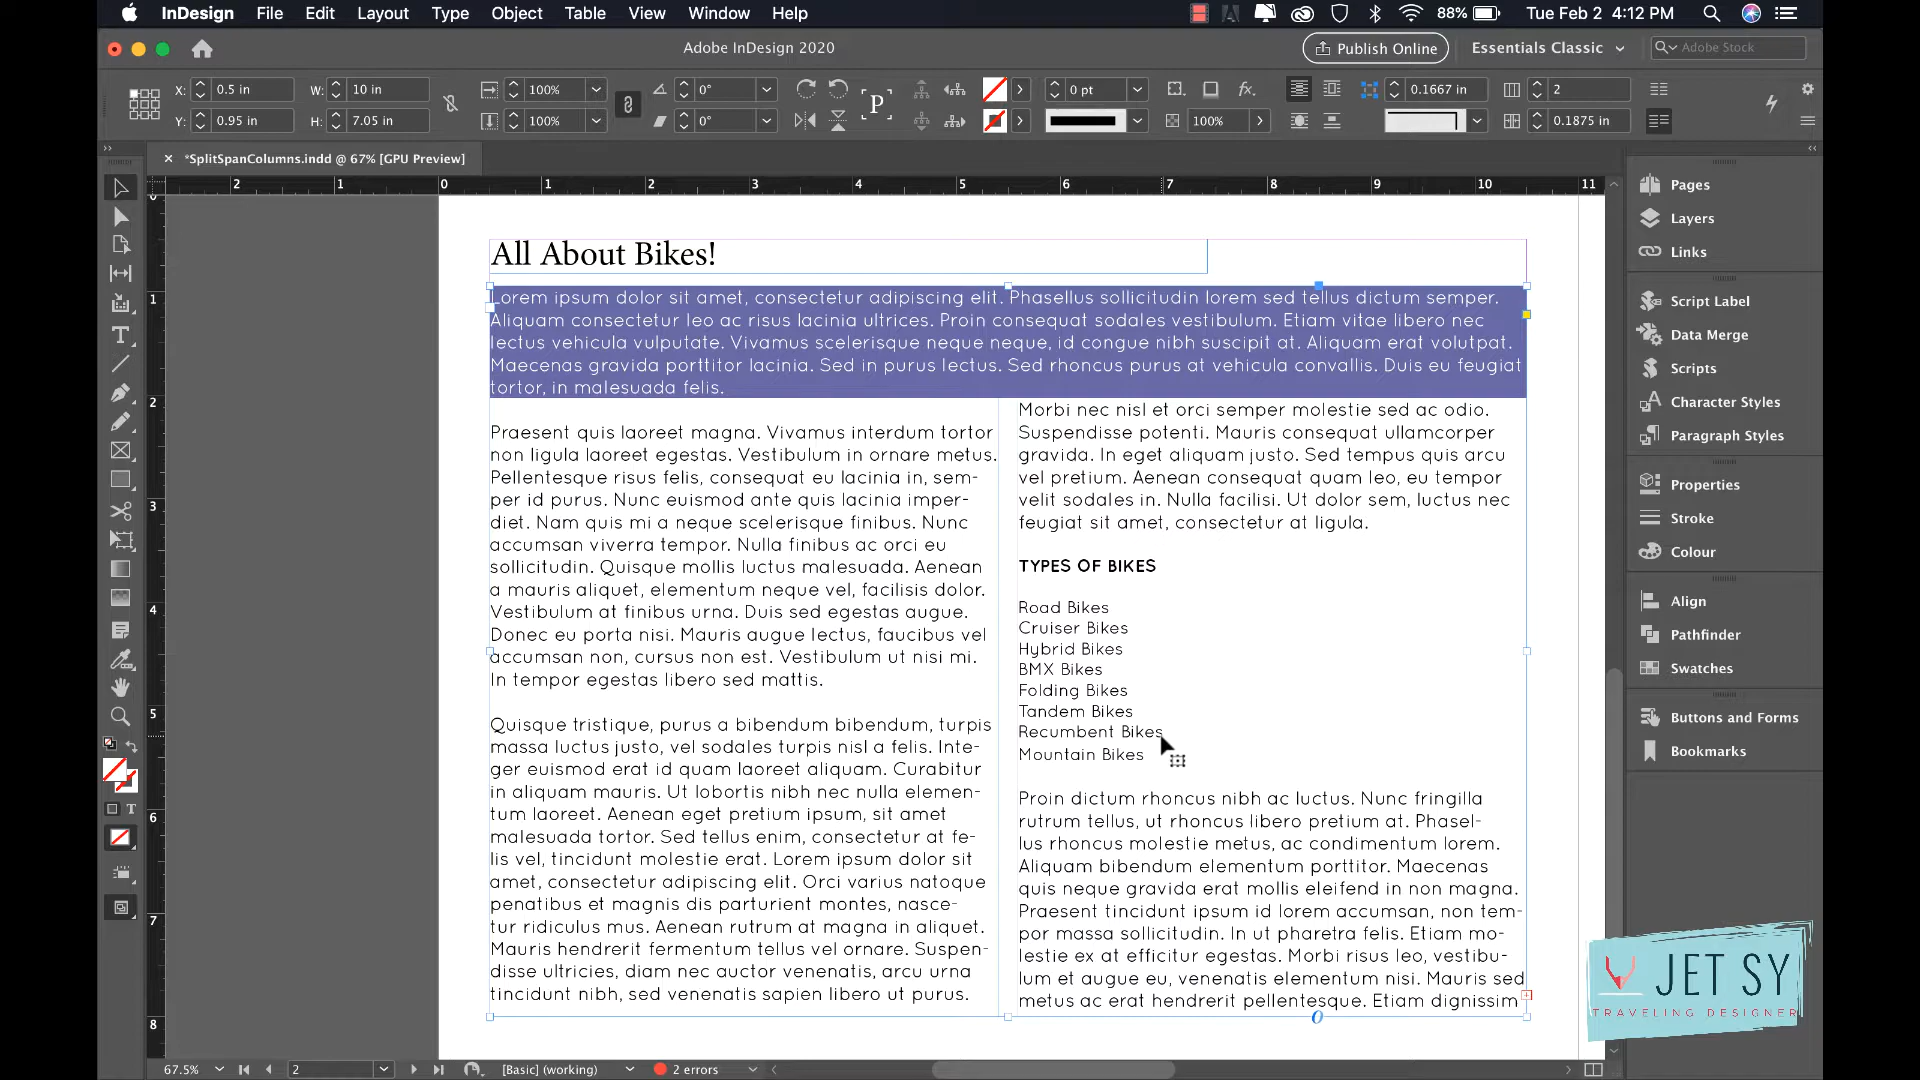 InDesign File Edit Layout Type Object Table View Window Help
88% Tue Feb 2 4:12 PM
Adobe InDesign 2020
Publish Online
Essentials Classic
Adobe Stock
X: 0.5 in W: 10 in 100% 0° 0 pt 0.1667 in 2
Y: 0.95 in H: 7.05 in 100% 0° 100% 0.1875 in
P
fx.
*SplitSpanColumns.indd @ 67% [GPU Preview]
2 1 0 1 2 3 4 5 6 7 8 9 10 11
All About Bikes!
Lorem ipsum dolor sit amet, consectetur adipiscing elit. Phasellus sollicitudin lorem sed tellus dictum semper.
Aliquam consectetur leo ac risus lacinia ultrices. Proin consequat sodales vestibulum. Etiam vitae libero nec
lectus vehicula vulputate. Vivamus scelerisque neque neque, id congue nibh suscipit at. Aliquam erat volutpat.
Maecenas gravida porttitor lacinia. Sed in purus lectus. Sed rhoncus purus at vehicula convallis. Duis eu feugiat
tortor, in malesuada felis.
Praesent quis laoreet magna. Vivamus interdum tortor
non ligula laoreet egestas. Vestibulum in ornare metus.
Pellentesque risus felis, consequat eu lacinia in, sem-
per id purus. Nunc euismod ante quis lacinia imper-
diet. Nam quis mi a neque scelerisque finibus. Nunc
accumsan viverra tempor. Nulla finibus ac orci eu
sollicitudin. Quisque mollis luctus malesuada. Aenean
a mauris aliquet, elementum neque vel, facilisis dolor.
Vestibulum at finibus urna. Duis sed egestas augue.
Donec eu porta nisi. Mauris augue lectus, faucibus vel
accumsan non, cursus non est. Vestibulum ut nisi mi.
In tempor egestas libero sed mattis.
Quisque tristique, purus a bibendum bibendum, turpis
massa luctus justo, vel sodales turpis nisl a felis. Inte-
ger euismod erat id quam laoreet aliquam. Curabitur
in aliquam mauris. Ut lobortis nibh nec nulla elemen-
tum laoreet. Aenean eget pretium ipsum, sit amet
malesuada tortor. Sed tellus enim, consectetur at fe-
lis vel, tincidunt molestie erat. Lorem ipsum dolor sit
amet, consectetur adipiscing elit. Orci varius natoque
penatibus et magnis dis parturient montes, nasce-
tur ridiculus mus. Aenean rutrum at magna in aliquet.
Mauris hendrerit fermentum tellus vel ornare. Suspen-
disse ultricies, diam nec auctor venenatis, arcu urna
tincidunt nibh, sed venenatis sapien libero ut purus.
Morbi nec nisl et orci semper molestie sed ac odio.
Suspendisse potenti. Mauris consequat ullamcorper
gravida. In eget aliquam justo. Sed tempus quis arcu
vel pretium. Aenean consequat quam leo, eu tempor
velit sodales in. Nulla facilisi. Ut dolor sem, luctus nec
feugiat sit amet, consectetur at ligula.
TYPES OF BIKES
Road Bikes
Cruiser Bikes
Hybrid Bikes
BMX Bikes
Folding Bikes
Tandem Bikes
Recumbent Bikes
Mountain Bikes
Proin dictum rhoncus nibh ac luctus. Nunc fringilla
rutrum tellus, ut rhoncus libero pretium at. Phasel-
lus rhoncus molestie metus, ac condimentum lorem.
Aliquam bibendum elementum porttitor. Maecenas
quis neque gravida erat mollis eleifend in non magna.
Praesent tincidunt ipsum id lorem accumsan, non tem-
por massa sollicitudin. In ut pharetra felis. Etiam mo-
lestie ex at efficitur egestas. Morbi risus leo, vestibu-
lum et augue eu, venenatis elementum nisi. Mauris sed
metus ac erat hendrerit pellentesque. Etiam dignissim
1
2
3
4
5
6
7
8
Pages
Layers
Links
Script Label
Data Merge
Scripts
Character Styles
Paragraph Styles
Properties
Stroke
Colour
Align
Pathfinder
Swatches
Buttons and Forms
Bookmarks
JETSY
TRAVELING DESIGNER
67.5% 2 [Basic] (working) 2 errors